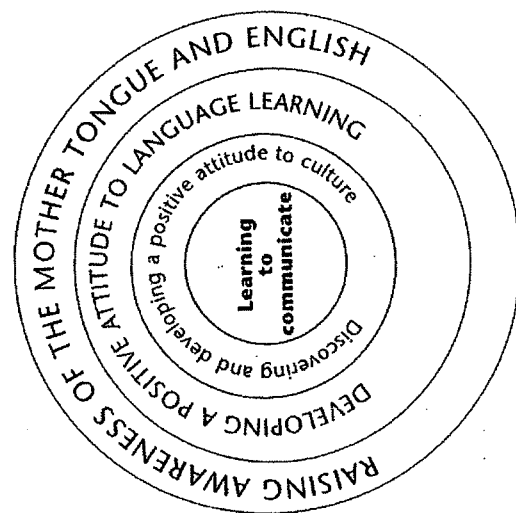 RAISING AWARENESS OF THE MOTHER TONGUE AND ENGLISH
DEVELOPING A POSITIVE ATTITUDE TO LANGUAGE LEARNING
Discovering and developing a positive attitude to culture
Learning
to
communicate